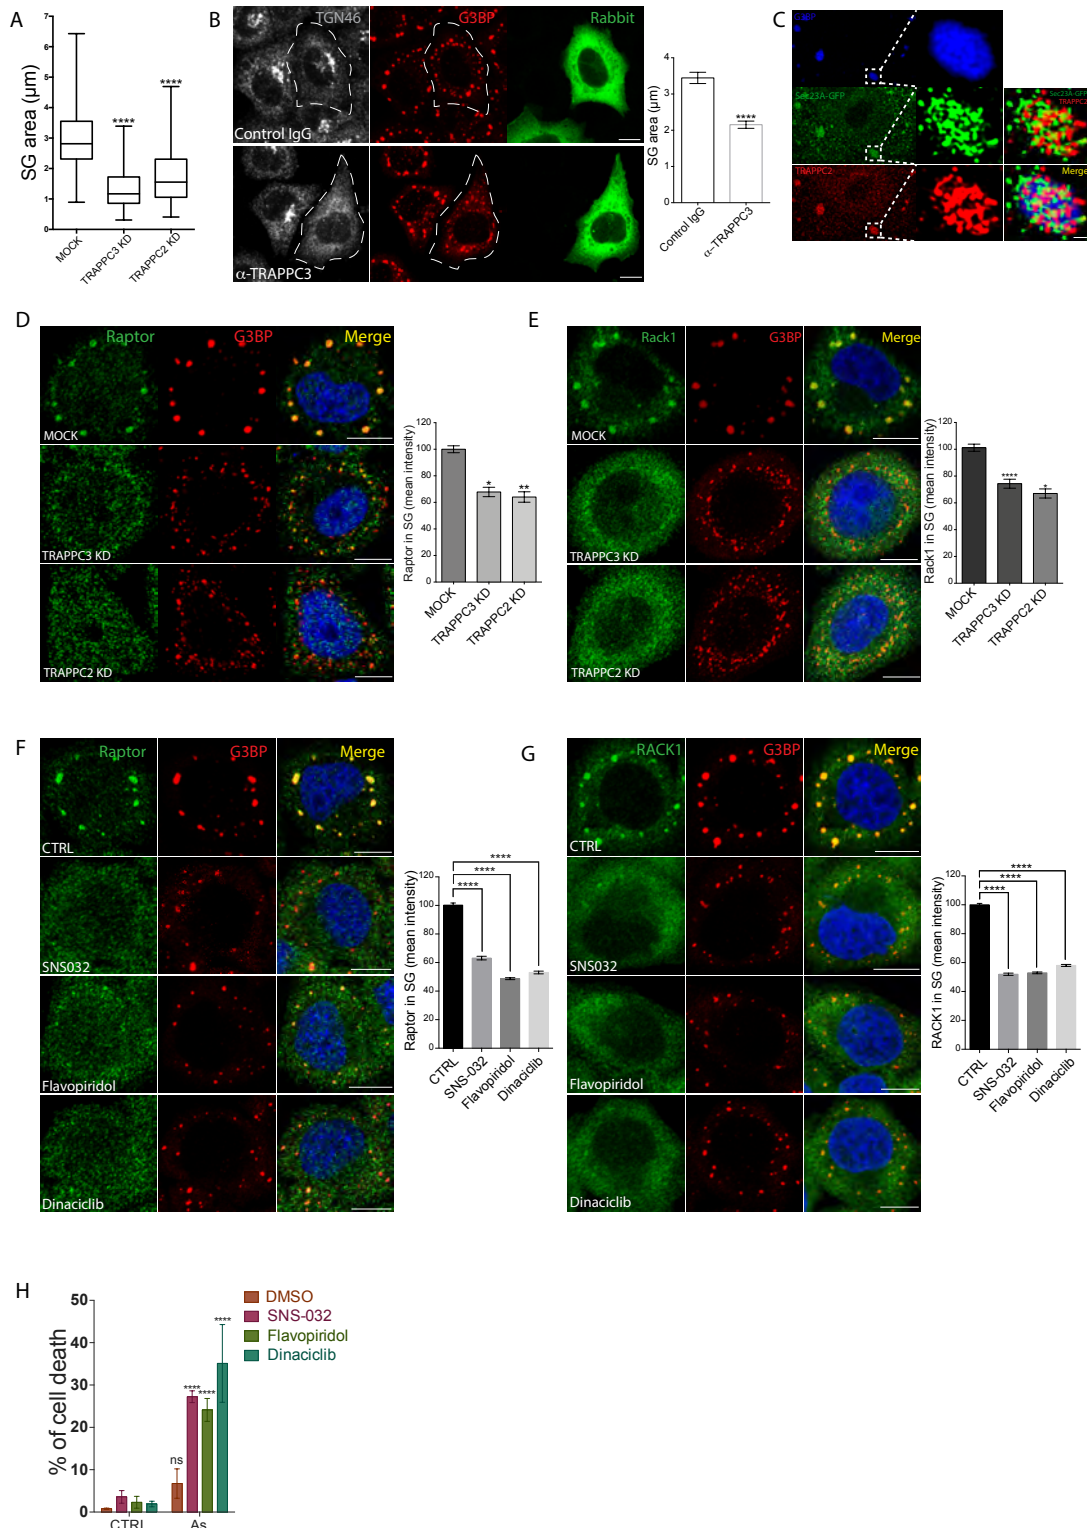 A
SG area (μm)
7
6
5
4
3
2
1
0
****
****
MOCK
TRAPPC3 KD
TRAPPC2 KD
B
TGN46
G3BP
Rabbit
Control IgG
α-TRAPPC3
SG area (μm)
4
3
2
1
0
****
Control IgG
α-TRAPPC3
C
G3BP
Sec23A-GFP
Sec23A-GFP
TRAPPC2
TRAPPC2
Merge
D
Raptor
G3BP
Merge
MOCK
TRAPPC3 KD
TRAPPC2 KD
Raptor in SG (mean intensity)
120
100
80
60
40
20
0
*
**
MOCK
TRAPPC3 KD
TRAPPC2 KD
E
Rack1
G3BP
Merge
MOCK
TRAPPC3 KD
TRAPPC2 KD
Rack1 in SG (mean intensity)
120
100
80
60
40
20
0
****
*
MOCK
TRAPPC3 KD
TRAPPC2 KD
F
Raptor
G3BP
Merge
CTRL
SNS032
Flavopiridol
Dinaciclib
Raptor in SG (mean intensity)
120
100
80
60
40
20
0
****
****
****
CTRL
SNS-032
Flavopiridol
Dinaciclib
G
RACK1
G3BP
Merge
CTRL
SNS032
Flavopiridol
Dinaciclib
RACK1 in SG (mean intensity)
120
100
80
60
40
20
0
****
****
****
CTRL
SNS-032
Flavopiridol
Dinaciclib
H
% of cell death
50
40
30
20
10
0
ns
****
****
****
CTRL
As
DMSO
SNS-032
Flavopiridol
Dinaciclib